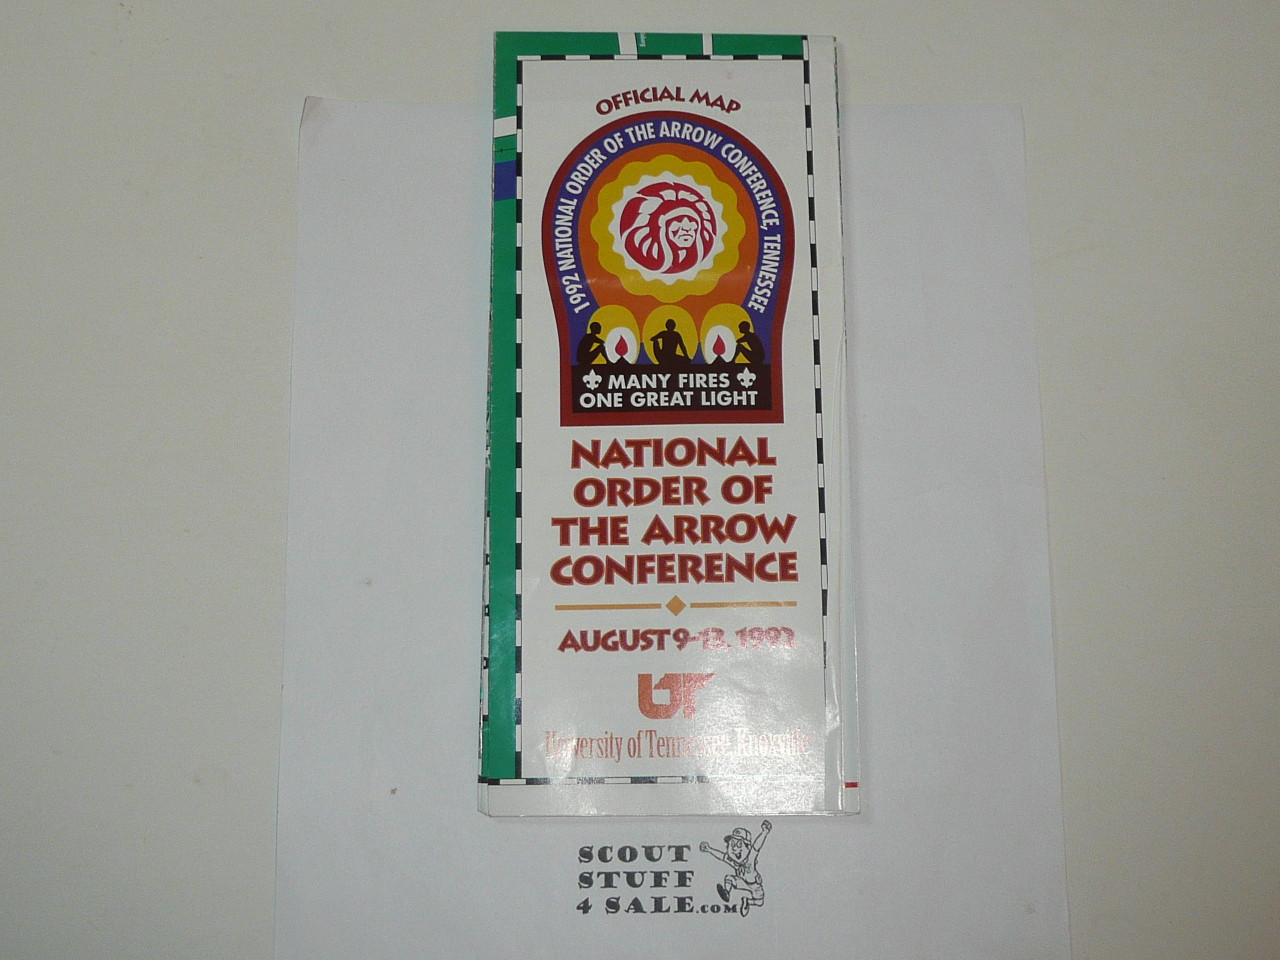 OFFICIAL MAP
1992 NATIONAL ORDER OF THE ARROW CONFERENCE, TENNESSEE
MANY FIRES
ONE GREAT LIGHT
NATIONAL
ORDER OF
THE ARROW
CONFERENCE
AUGUST 9-13, 1992
UT
University of Tennessee Knoxville
SCOUT
STUFF
4 SALE.COM